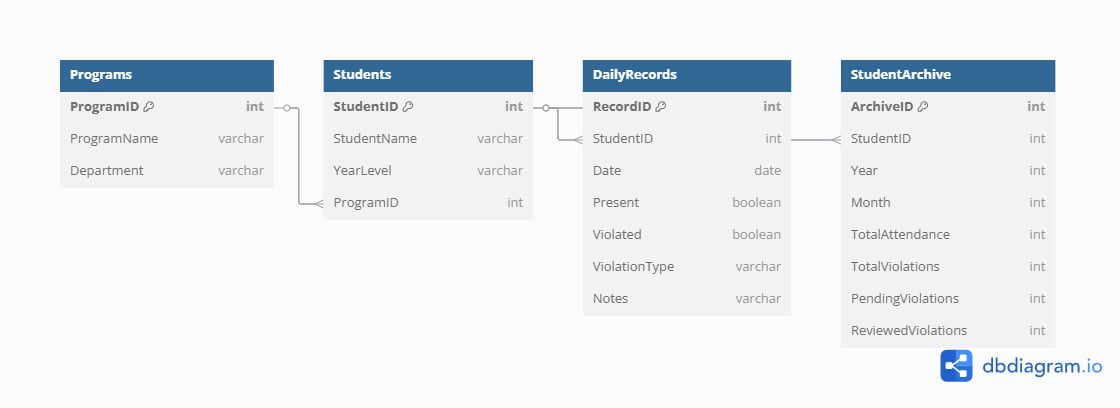 Programs
ProgramID int
ProgramName varchar
Department varchar
Students
StudentID int
StudentName varchar
YearLevel varchar
ProgramID int
DailyRecords
RecordID int
StudentID int
Date date
Present boolean
Violated boolean
ViolationType varchar
Notes varchar
StudentArchive
ArchiveID int
StudentID int
Year int
Month int
TotalAttendance int
TotalViolations int
PendingViolations int
ReviewedViolations int
dbdiagram.io